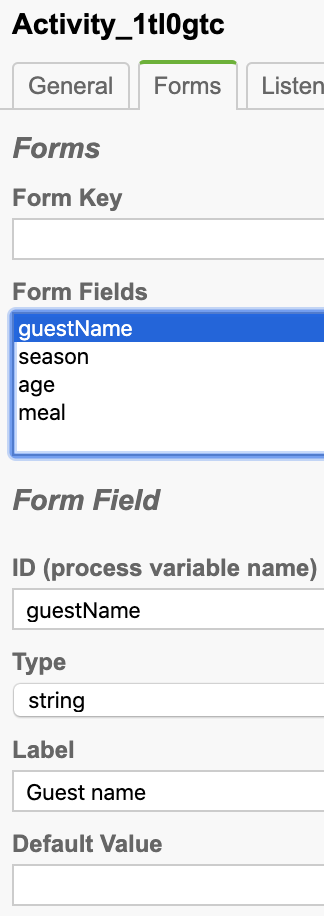 Activity_1tl0gtc
General
Forms
Listen
Forms
Form Key
Form Fields
guestName
season
age
meal
Form Field
ID (process variable name)
guestName
Type
string
Label
Guest name
Default Value